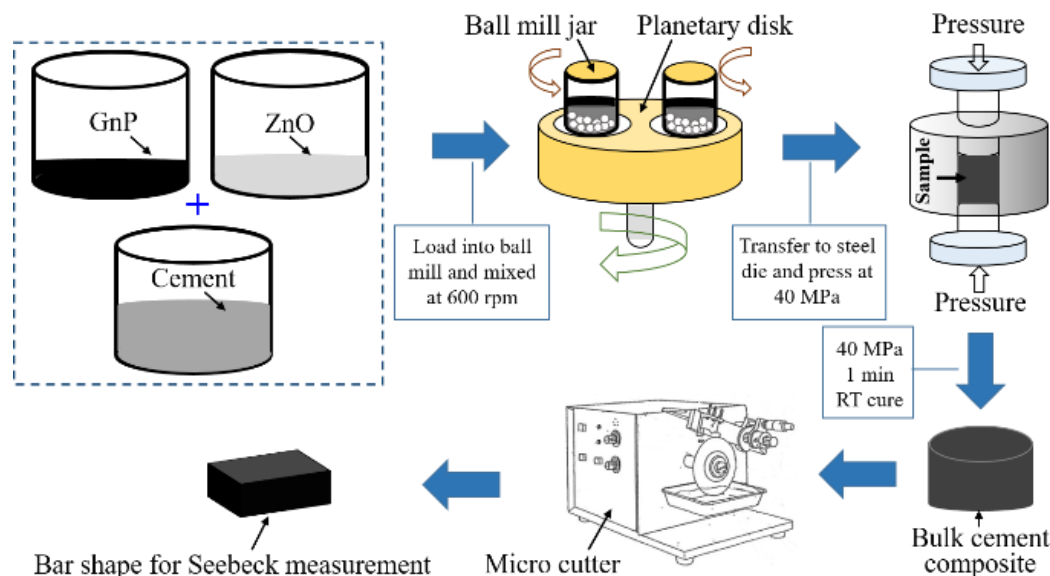 GnP
ZnO
+
Cement
Load into ball
mill and mixed
at 600 rpm
Ball mill jar
Planetary disk
Transfer to steel
die and press at
40 MPa
Pressure
Sample
Pressure
40 MPa
1 min
RT cure
Bulk cement
composite
Micro cutter
Bar shape for Seebeck measurement